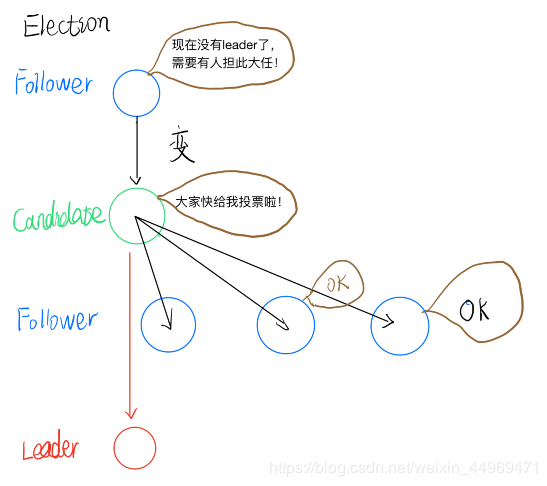 Electron
现在没有leader了,
需要有人担此大任!
Follower
变
Candidate
大家快给我投票啦!
OK
Follower
OK
Leader
https://blog.csdn.net/weixin_44969471